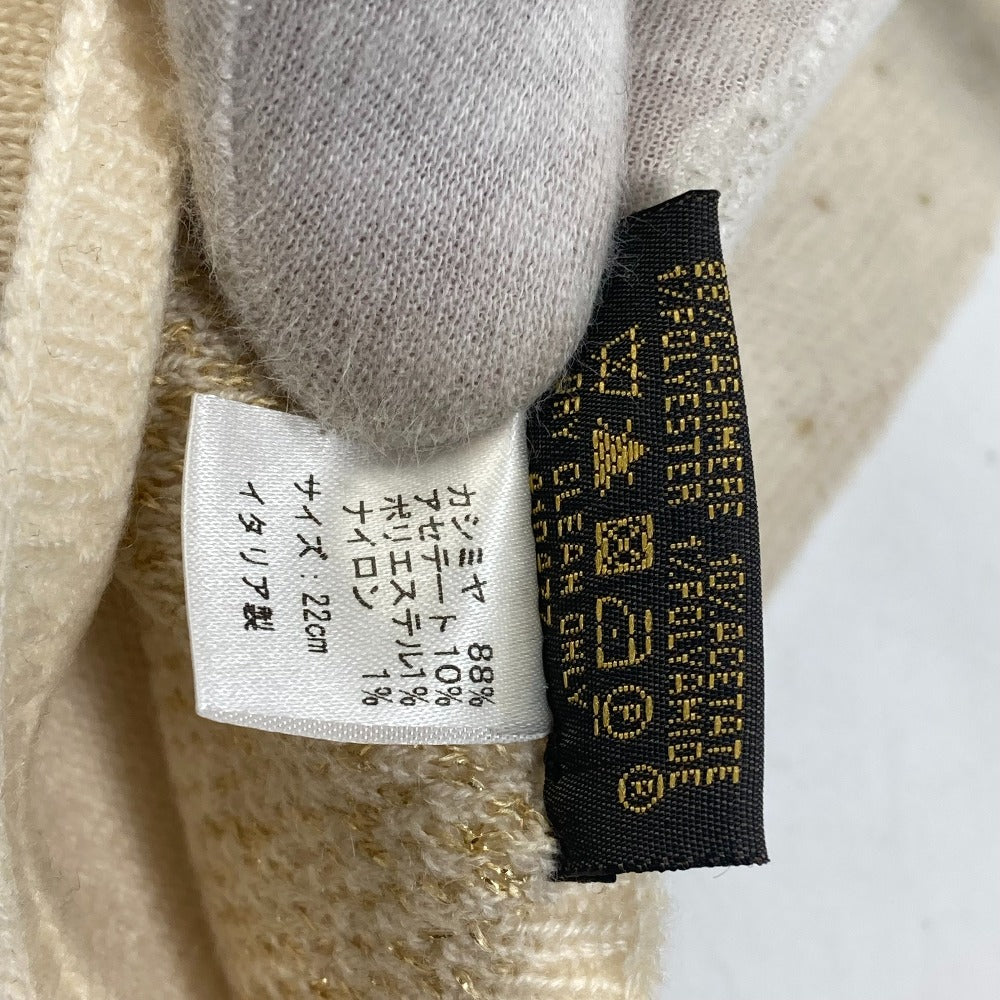 カシミヤ 88%
アセテート 10%
ポリエステル 1%
ナイロン 1%
サイズ：22cm
イタリア製
88%CASHMERE 10%ACETATE
1%POLYESTER 1%POLYAMIDE
P
P
DRY CLEAN ONLY